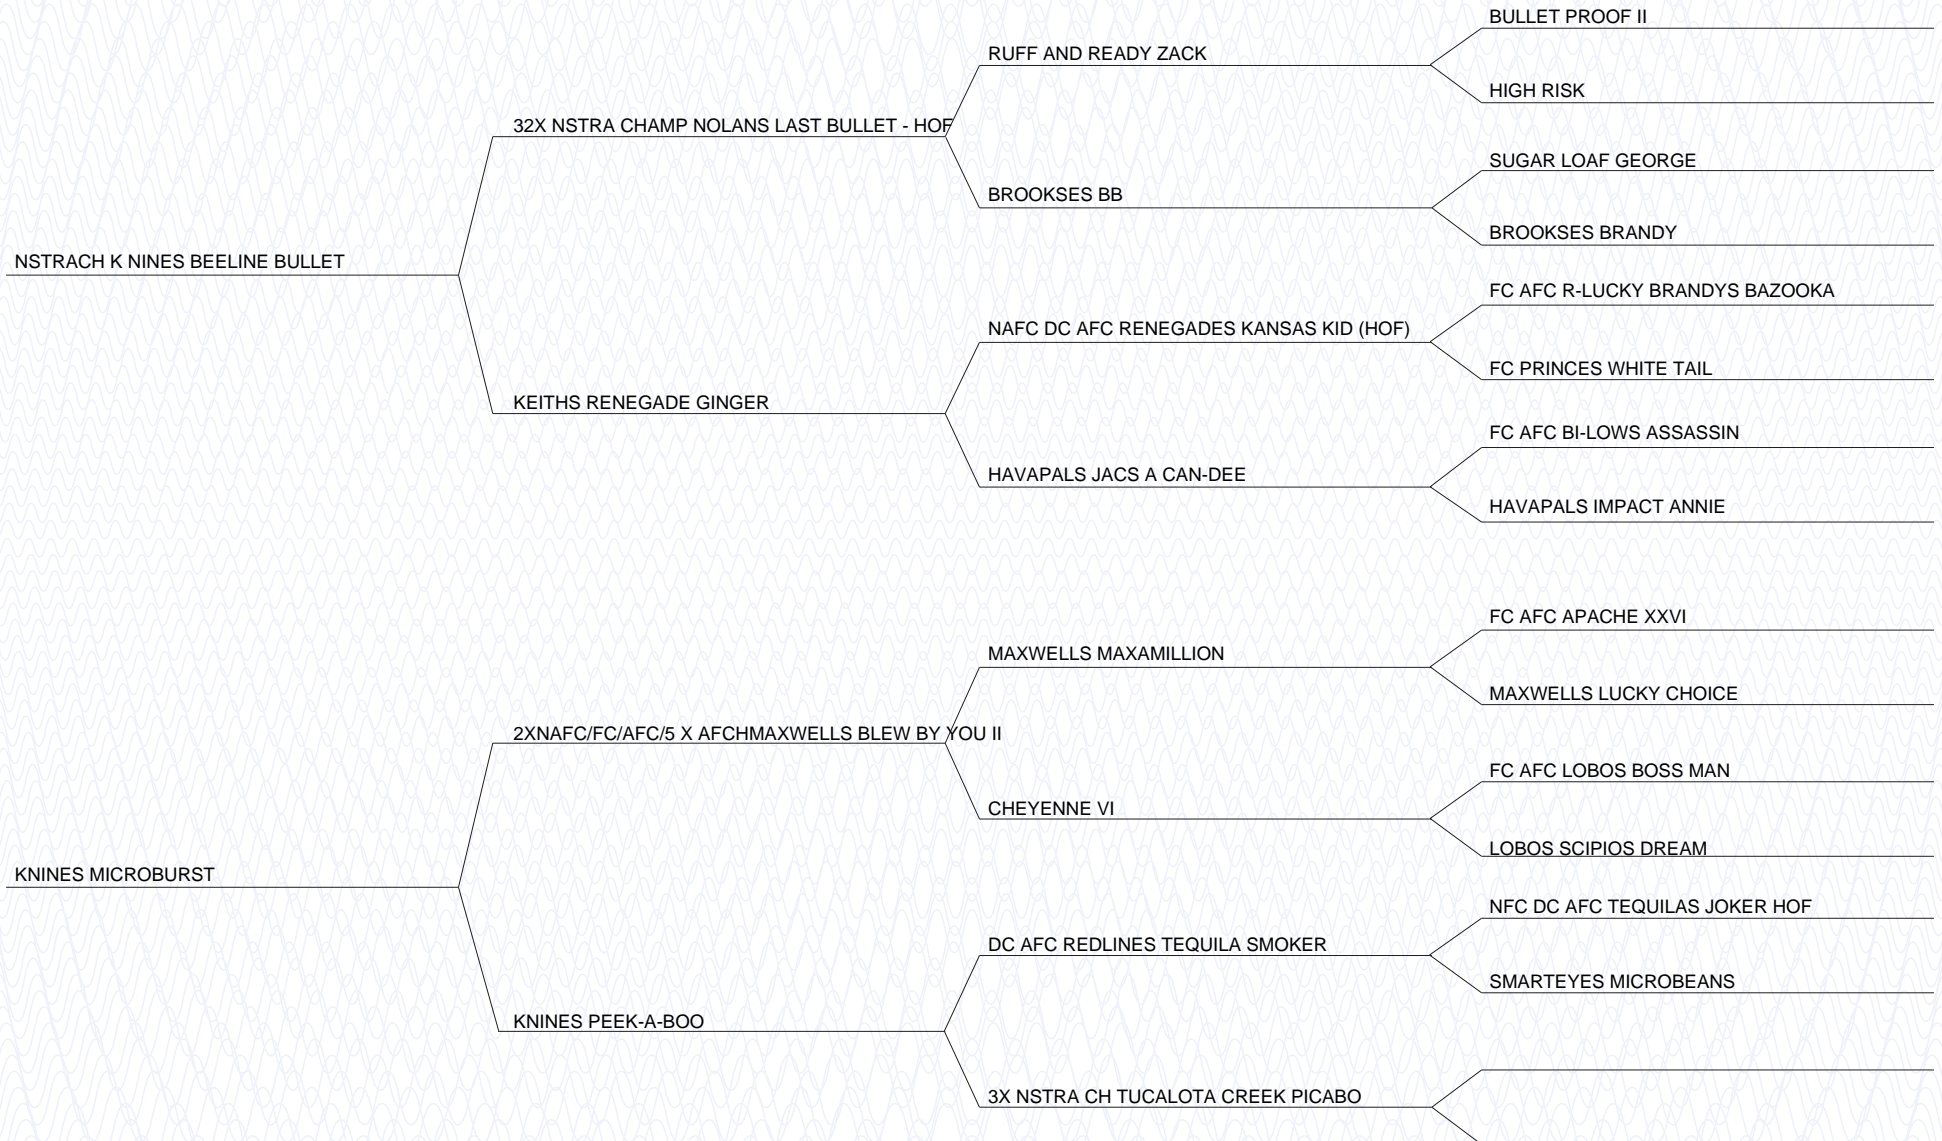 BULLET PROOF II
RUFF AND READY ZACK
HIGH RISK
32X NSTRA CHAMP NOLANS LAST BULLET - HOF
SUGAR LOAF GEORGE
BROOKSES BB
BROOKSES BRANDY
NSTRACH K NINES BEELINE BULLET
FC AFC R-LUCKY BRANDYS BAZOOKA
NAFC DC AFC RENEGADES KANSAS KID (HOF)
FC PRINCES WHITE TAIL
KEITHS RENEGADE GINGER
FC AFC BI-LOWS ASSASSIN
HAVAPALS JACS A CAN-DEE
HAVAPALS IMPACT ANNIE
FC AFC APACHE XXVI
MAXWELLS MAXAMILLION
MAXWELLS LUCKY CHOICE
2XNAFC/FC/AFC/5 X AFCHMAXWELLS BLEW BY YOU II
FC AFC LOBOS BOSS MAN
CHEYENNE VI
LOBOS SCIPIOS DREAM
KNINES MICROBURST
NFC DC AFC TEQUILAS JOKER HOF
DC AFC REDLINES TEQUILA SMOKER
SMARTEYES MICROBEANS
KNINES PEEK-A-BOO
3X NSTRA CH TUCALOTA CREEK PICABO